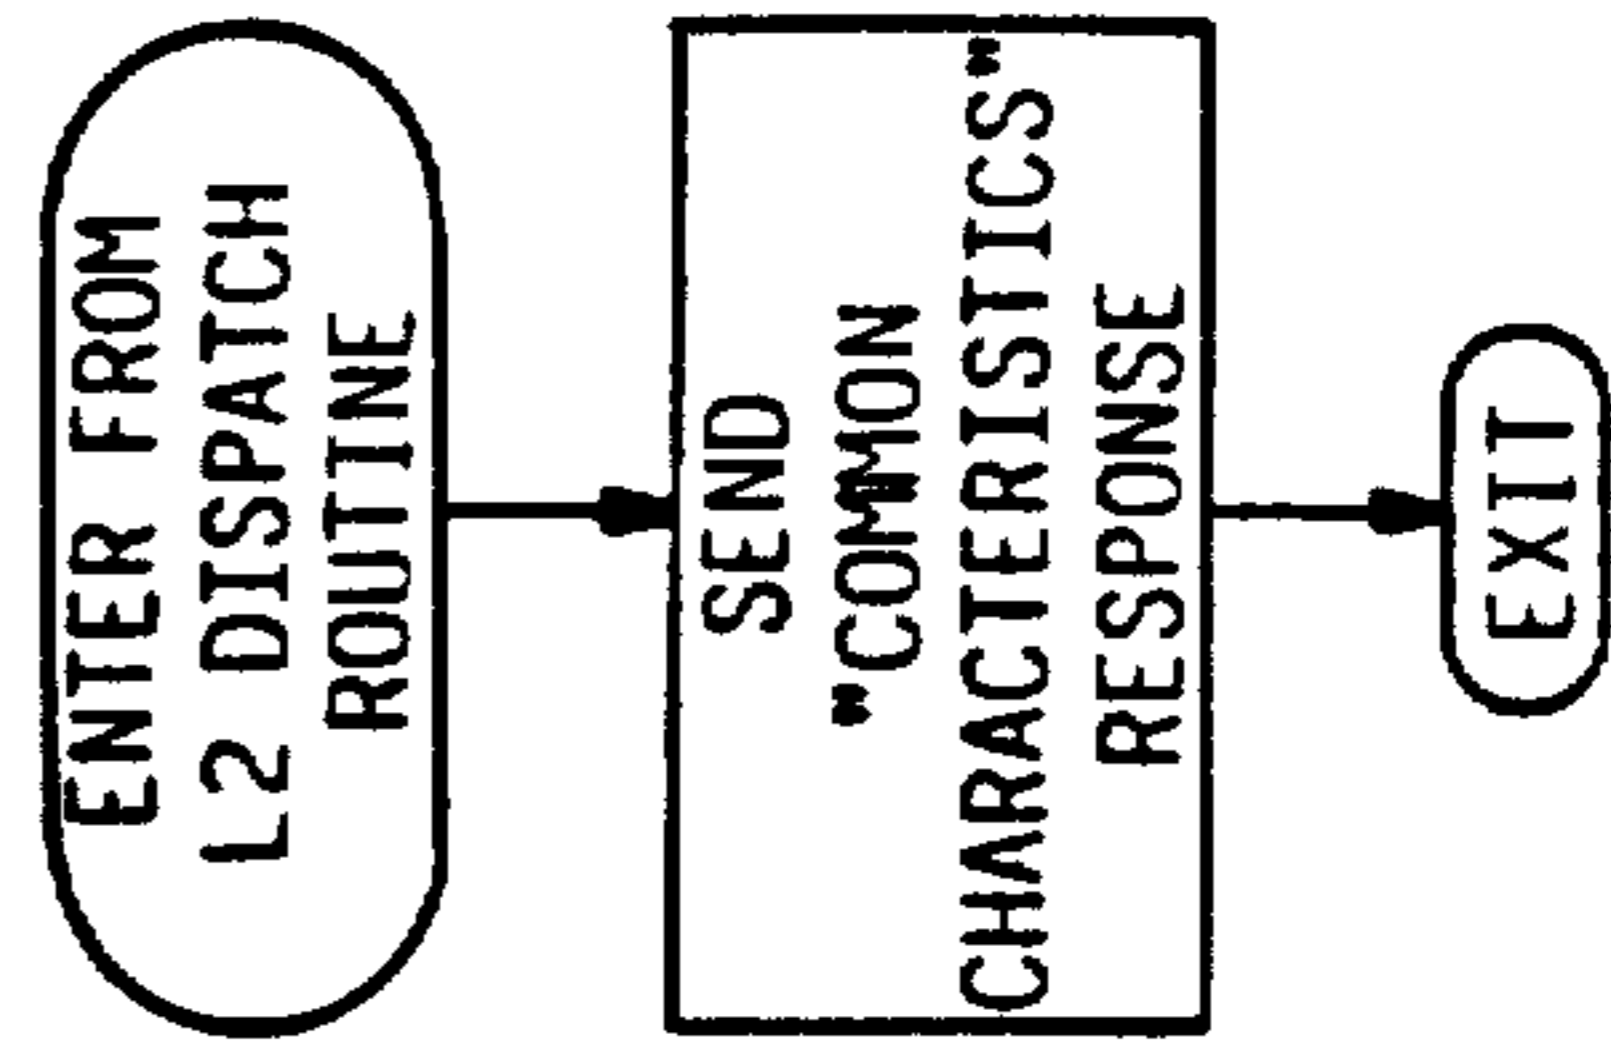 ENTER FROM
L2 DISPATCH
ROUTINE
SEND
"COMMON
CHARACTERISTICS"
RESPONSE
EXIT